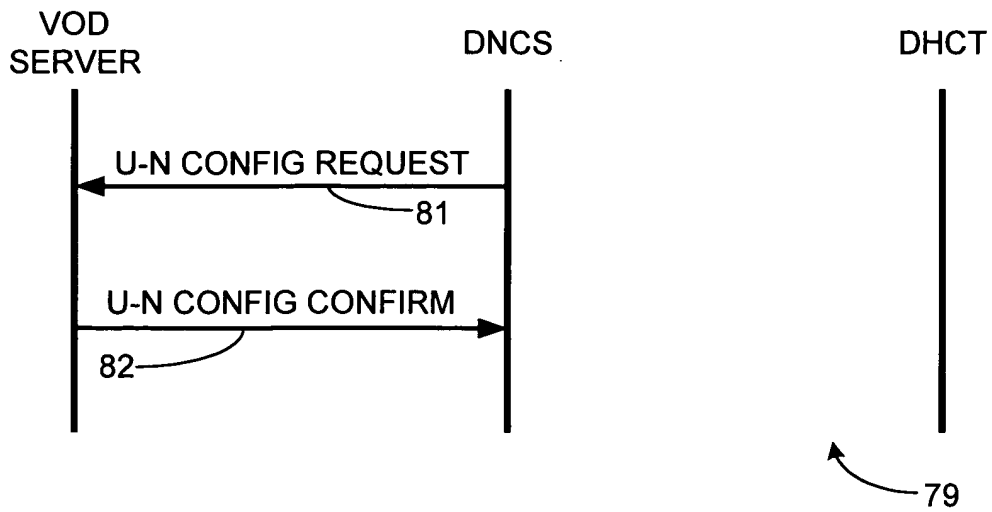 VOD
SERVER
DNCS
DHCT
U-N CONFIG REQUEST
81
U-N CONFIG CONFIRM
82
79